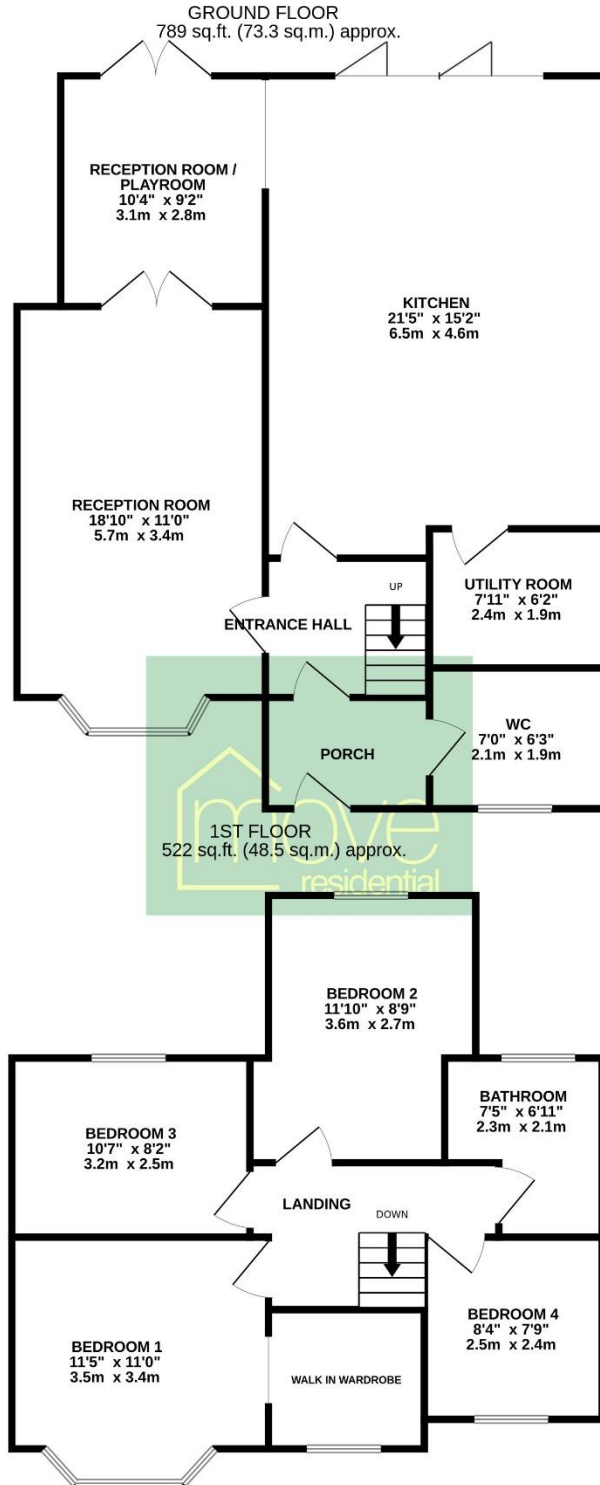 GROUND FLOOR
789 sq.ft. (73.3 sq.m.) approx.
RECEPTION ROOM /
PLAYROOM
10'4" x 9'2"
3.1m x 2.8m
KITCHEN
21'5" x 15'2"
6.5m x 4.6m
RECEPTION ROOM
18'10" x 11'0"
5.7m x 3.4m
UP
UTILITY ROOM
7'11" x 6'2"
2.4m x 1.9m
ENTRANCE HALL
WC
7'0" x 6'3"
2.1m x 1.9m
PORCH
move
residential
1ST FLOOR
522 sq.ft. (48.5 sq.m.) approx.
BEDROOM 2
11'10" x 8'9"
3.6m x 2.7m
BATHROOM
7'5" x 6'11"
2.3m x 2.1m
BEDROOM 3
10'7" x 8'2"
3.2m x 2.5m
LANDING
DOWN
BEDROOM 4
8'4" x 7'9"
2.5m x 2.4m
BEDROOM 1
11'5" x 11'0"
3.5m x 3.4m
WALK IN WARDROBE